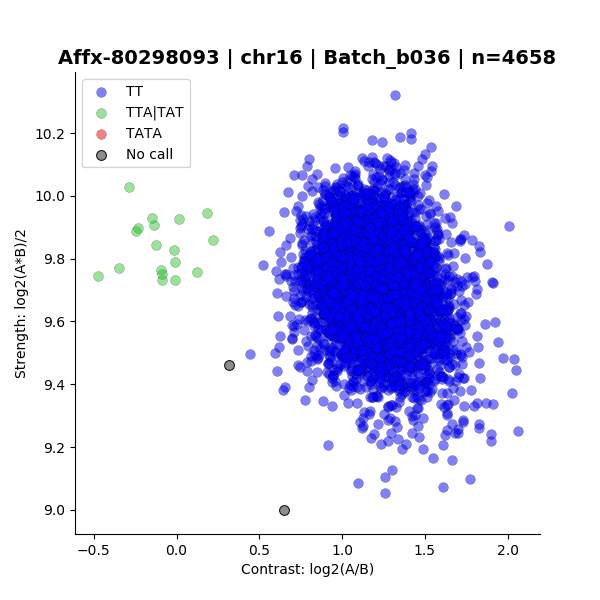 Affx-80298093 | chr16 | Batch_b036 | n=4658
TT
TTA|TAT
TATA
No call
Strength: log2(A*B)/2
10.2
10.0
9.8
9.6
9.4
9.2
9.0
−0.5 0.0 0.5 1.0 1.5 2.0
Contrast: log2(A/B)